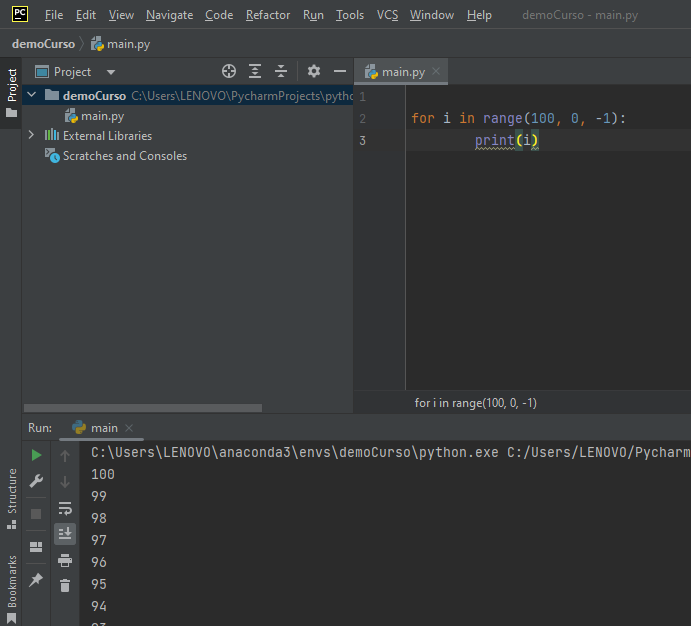 PC File Edit View Navigate Code Refactor Run Tools VCS Window Help demoCurso - main.py
demoCurso main.py
Project
Project
main.py
demoCurso C:\Users\LENOVO\PycharmProjects\pytho
main.py
External Libraries
Scratches and Consoles
1
2 for i in range(100, 0, -1):
3 print(i)
for i in range(100, 0, -1)
Run: main
C:\Users\LENOVO\anaconda3\envs\demoCurso\python.exe C:/Users/LENOVO/Pycharm
100
99
98
97
96
95
94
93
Structure
Bookmarks